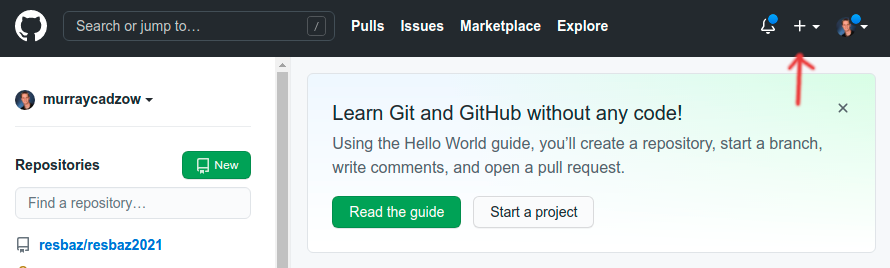 Search or jump to…
/
Pulls
Issues
Marketplace
Explore
murraycadzow
Repositories
New
Find a repository…
resbaz/resbaz2021
Learn Git and GitHub without any code!
Using the Hello World guide, you’ll create a repository, start a branch,
write comments, and open a pull request.
Read the guide
Start a project